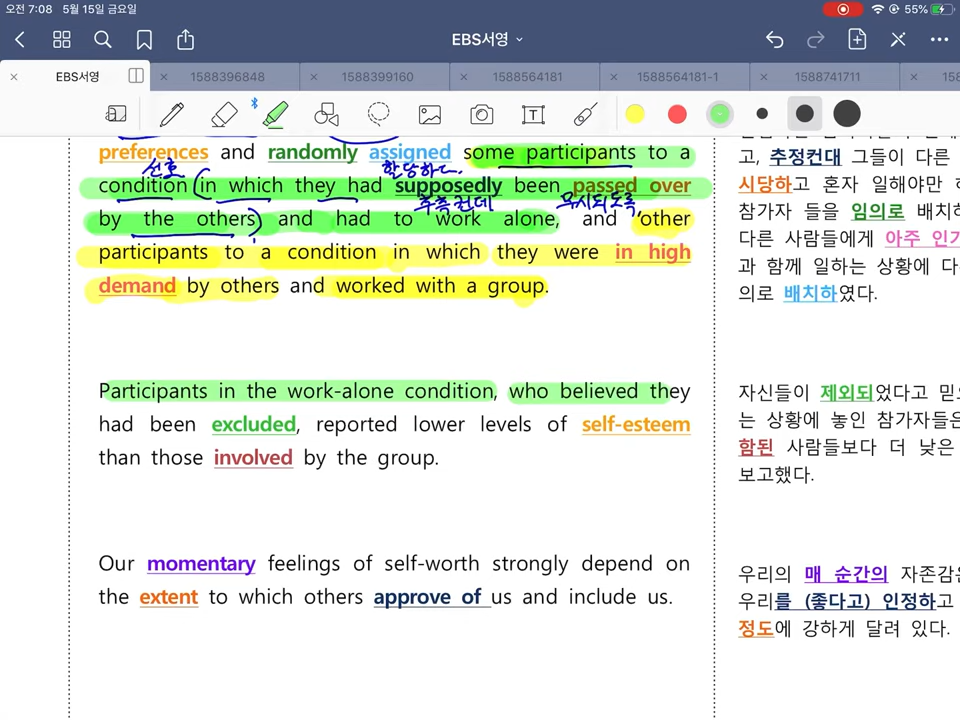 오전 7:08 5월 15일 금요일
55%
EBS서영
EBS서영
1588396848
1588399160
1588564181
1588564181-1
1588741711
preferences and randomly assigned some participants to a
선호
할당하다.
condition (in which they had supposedly been passed over
추측컨데
무시되도록,
by the others) and had to work alone, and other
participants to a condition in which they were in high
demand by others and worked with a group.
Participants in the work-alone condition, who believed they
had been excluded, reported lower levels of self-esteem
than those involved by the group.
Our momentary feelings of self-worth strongly depend on
the extent to which others approve of us and include us.
고, 추정컨대 그들이 다른
시당하고 혼자 일해야만
참가자 들을 임의로 배치하
다른 사람들에게 아주 인기
과 함께 일하는 상황에 다
의로 배치하였다.
자신들이 제외되었다고 믿
는 상황에 놓인 참가자들은
함된 사람들보다 더 낮은
보고했다.
우리의 매 순간의 자존감은
우리를 (좋다고) 인정하고
정도에 강하게 달려 있다.